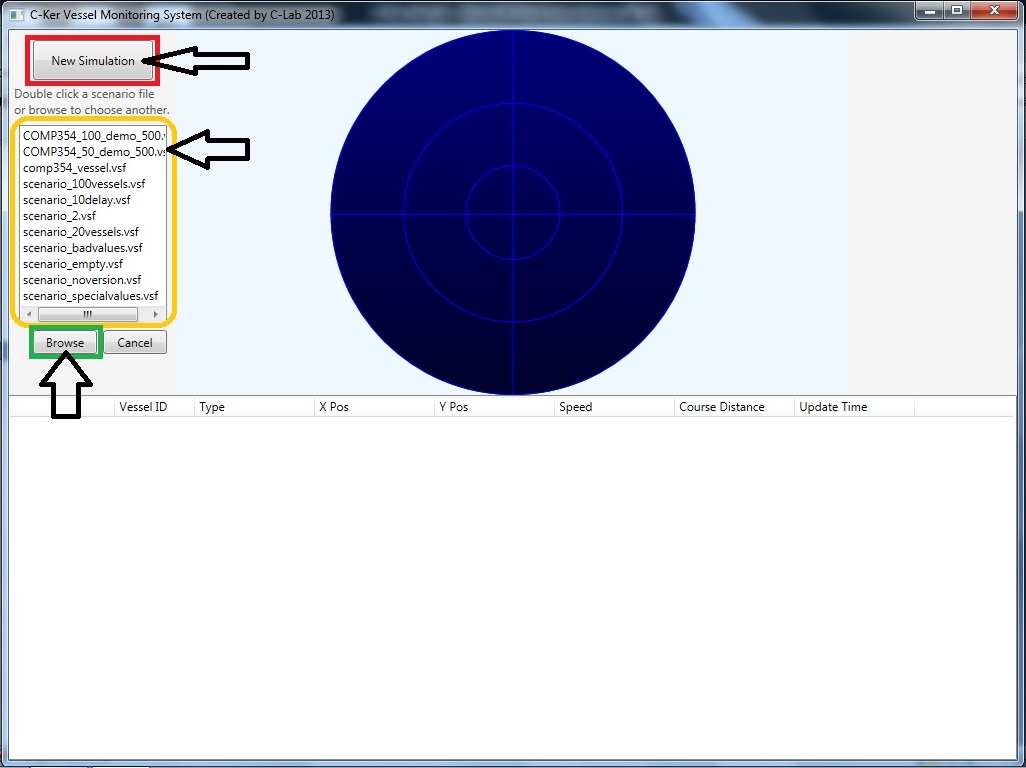 C-Ker Vessel Monitoring System (Created by C-Lab 2013)
New Simulation
Double click a scenario file
or browse to choose another.
COMP354_100_demo_500.v
COMP354_50_demo_500.vs
comp354_vessel.vsf
scenario_100vessels.vsf
scenario_10delay.vsf
scenario_2.vsf
scenario_20vessels.vsf
scenario_badvalues.vsf
scenario_empty.vsf
scenario_noversion.vsf
scenario_specialvalues.vsf
Browse Cancel
Vessel ID Type X Pos Y Pos Speed Course Distance Update Time